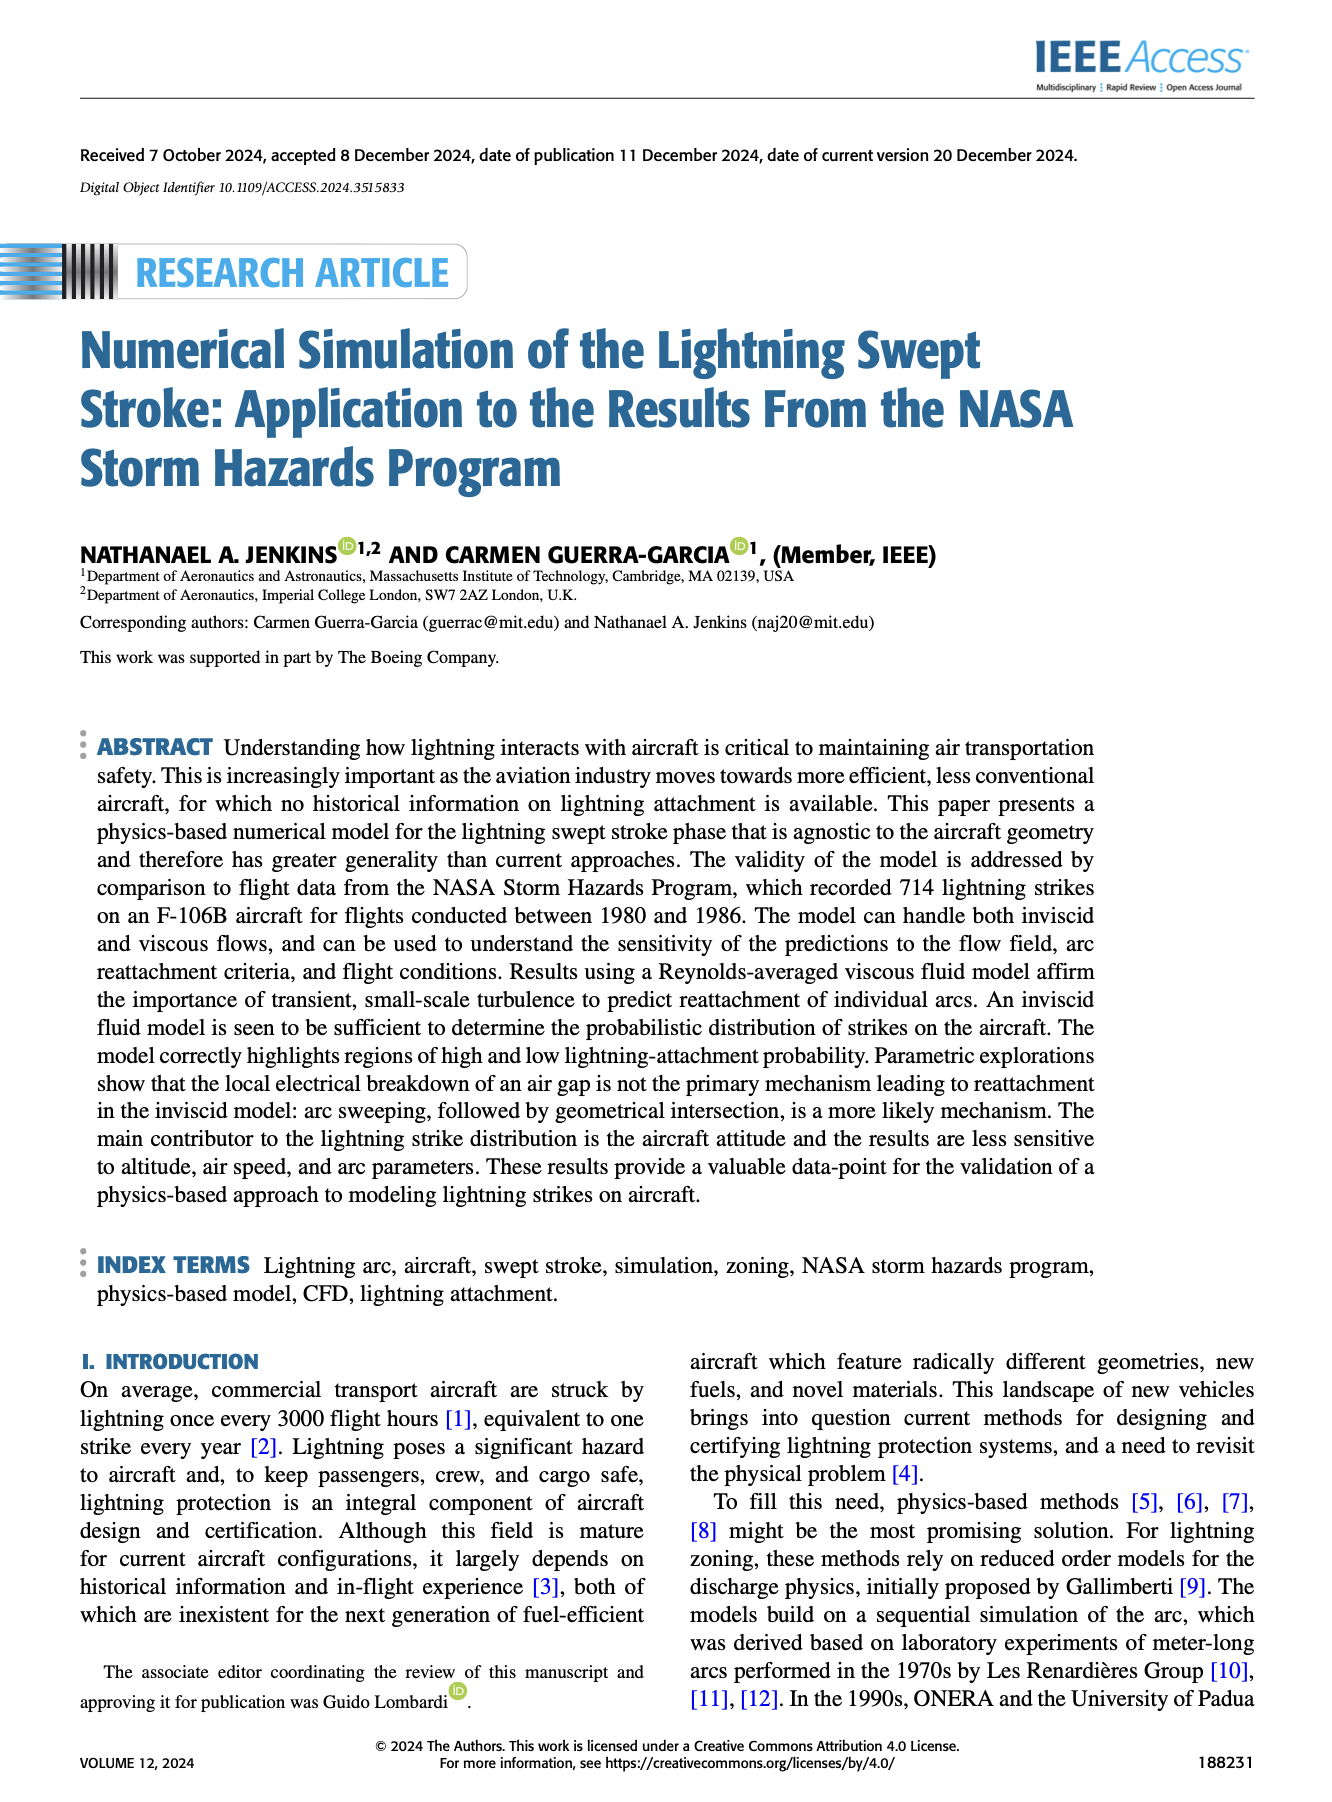 IEEE Access
Multidisciplinary | Rapid Review | Open Access Journal
Received 7 October 2024, accepted 8 December 2024, date of publication 11 December 2024, date of current version 20 December 2024.
Digital Object Identifier 10.1109/ACCESS.2024.3515833
RESEARCH ARTICLE
Numerical Simulation of the Lightning Swept
Stroke: Application to the Results From the NASA
Storm Hazards Program
NATHANAEL A. JENKINS 1,2 AND CARMEN GUERRA-GARCIA 1, (Member, IEEE)
1Department of Aeronautics and Astronautics, Massachusetts Institute of Technology, Cambridge, MA 02139, USA
2Department of Aeronautics, Imperial College London, SW7 2AZ London, U.K.
Corresponding authors: Carmen Guerra-Garcia (guerrac@mit.edu) and Nathanael A. Jenkins (naj20@mit.edu)
This work was supported in part by The Boeing Company.
ABSTRACT Understanding how lightning interacts with aircraft is critical to maintaining air transportation
safety. This is increasingly important as the aviation industry moves towards more efficient, less conventional
aircraft, for which no historical information on lightning attachment is available. This paper presents a
physics-based numerical model for the lightning swept stroke phase that is agnostic to the aircraft geometry
and therefore has greater generality than current approaches. The validity of the model is addressed by
comparison to flight data from the NASA Storm Hazards Program, which recorded 714 lightning strikes
on an F-106B aircraft for flights conducted between 1980 and 1986. The model can handle both inviscid
and viscous flows, and can be used to understand the sensitivity of the predictions to the flow field, arc
reattachment criteria, and flight conditions. Results using a Reynolds-averaged viscous fluid model affirm
the importance of transient, small-scale turbulence to predict reattachment of individual arcs. An inviscid
fluid model is seen to be sufficient to determine the probabilistic distribution of strikes on the aircraft. The
model correctly highlights regions of high and low lightning-attachment probability. Parametric explorations
show that the local electrical breakdown of an air gap is not the primary mechanism leading to reattachment
in the inviscid model: arc sweeping, followed by geometrical intersection, is a more likely mechanism. The
main contributor to the lightning strike distribution is the aircraft attitude and the results are less sensitive
to altitude, air speed, and arc parameters. These results provide a valuable data-point for the validation of a
physics-based approach to modeling lightning strikes on aircraft.
INDEX TERMS Lightning arc, aircraft, swept stroke, simulation, zoning, NASA storm hazards program,
physics-based model, CFD, lightning attachment.
I. INTRODUCTION
On average, commercial transport aircraft are struck by
lightning once every 3000 flight hours [1], equivalent to one
strike every year [2]. Lightning poses a significant hazard
to aircraft and, to keep passengers, crew, and cargo safe,
lightning protection is an integral component of aircraft
design and certification. Although this field is mature
for current aircraft configurations, it largely depends on
historical information and in-flight experience [3], both of
which are inexistent for the next generation of fuel-efficient
The associate editor coordinating the review of this manuscript and
approving it for publication was Guido Lombardi .
aircraft which feature radically different geometries, new
fuels, and novel materials. This landscape of new vehicles
brings into question current methods for designing and
certifying lightning protection systems, and a need to revisit
the physical problem [4].
To fill this need, physics-based methods [5], [6], [7],
[8] might be the most promising solution. For lightning
zoning, these methods rely on reduced order models for the
discharge physics, initially proposed by Gallimberti [9]. The
models build on a sequential simulation of the arc, which
was derived based on laboratory experiments of meter-long
arcs performed in the 1970s by Les Renardières Group [10],
[11], [12]. In the 1990s, ONERA and the University of Padua
© 2024 The Authors. This work is licensed under a Creative Commons Attribution 4.0 License.
VOLUME 12, 2024
For more information, see https://creativecommons.org/licenses/by/4.0/
188231